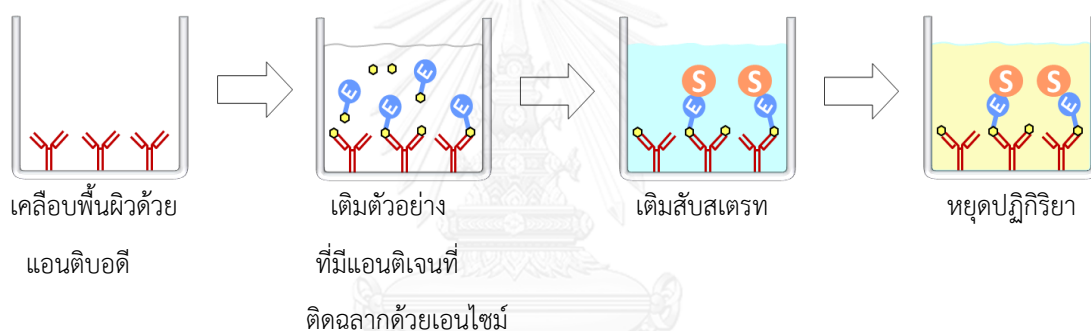 เคลือบพื้นผิวด้วย
แอนติบอดี
E E E E
เติมตัวอย่าง
ที่มีแอนติเจนที่
ติดฉลากด้วยเอนไซม์
S S
E E
เติมสับสเตรท
S S
E E
หยุดปฏิกิริยา